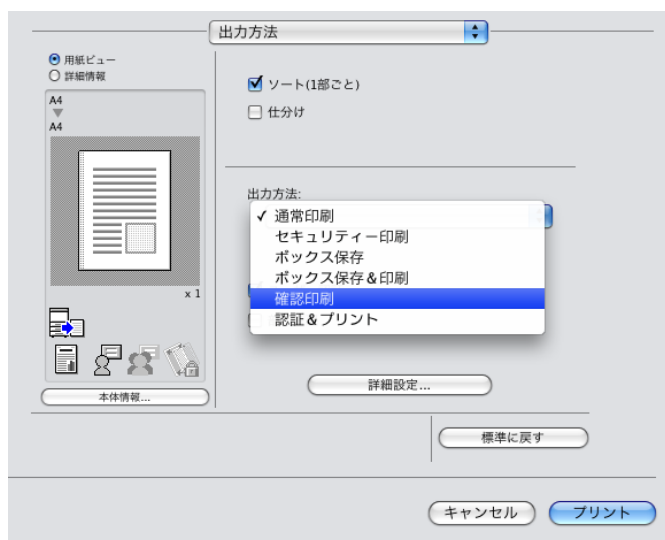 出力方法
用紙ビュー
詳細情報
A4
A4
x 1
本体情報...
ソート(1部ごと)
仕分け
出力方法:
✓ 通常印刷
セキュリティー印刷
ボックス保存
ボックス保存&印刷
確認印刷
認証&プリント
詳細設定...
標準に戻す
キャンセル
プリント